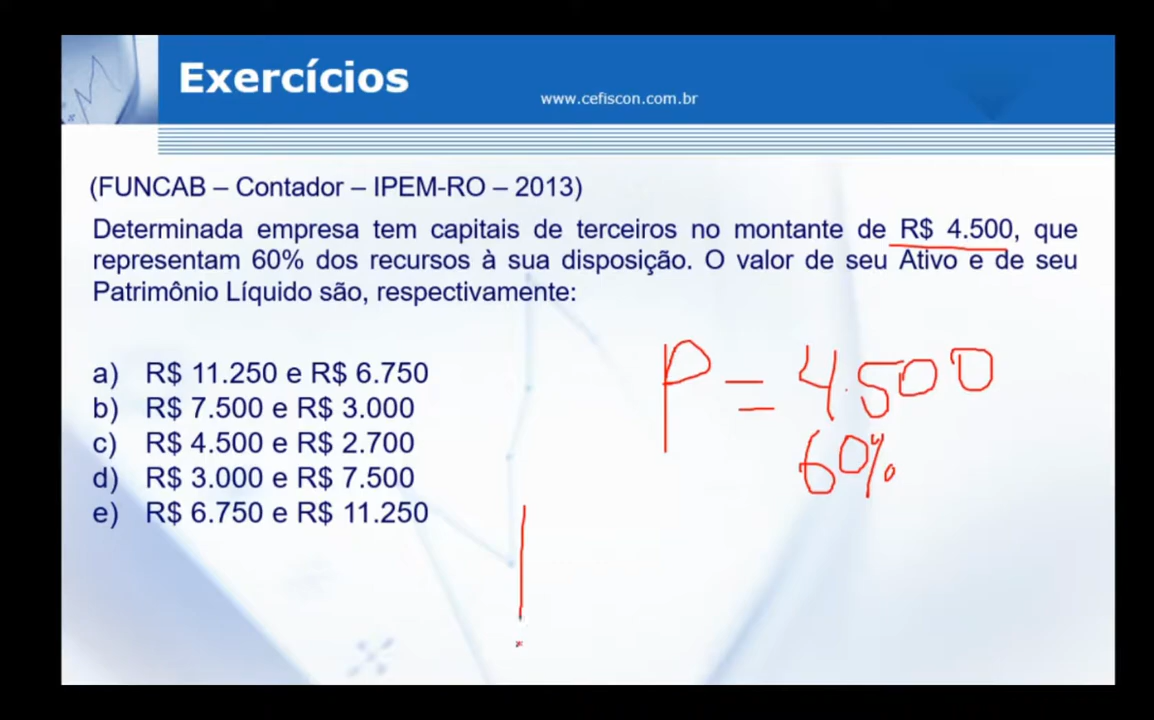 Exercícios
www.cefiscon.com.br
(FUNCAB – Contador – IPEM-RO – 2013)
Determinada empresa tem capitais de terceiros no montante de R$ 4.500, que
representam 60% dos recursos à sua disposição. O valor de seu Ativo e de seu
Patrimônio Líquido são, respectivamente:
a) R$ 11.250 e R$ 6.750
b) R$ 7.500 e R$ 3.000
c) R$ 4.500 e R$ 2.700
d) R$ 3.000 e R$ 7.500
e) R$ 6.750 e R$ 11.250
P = 4.500
60%